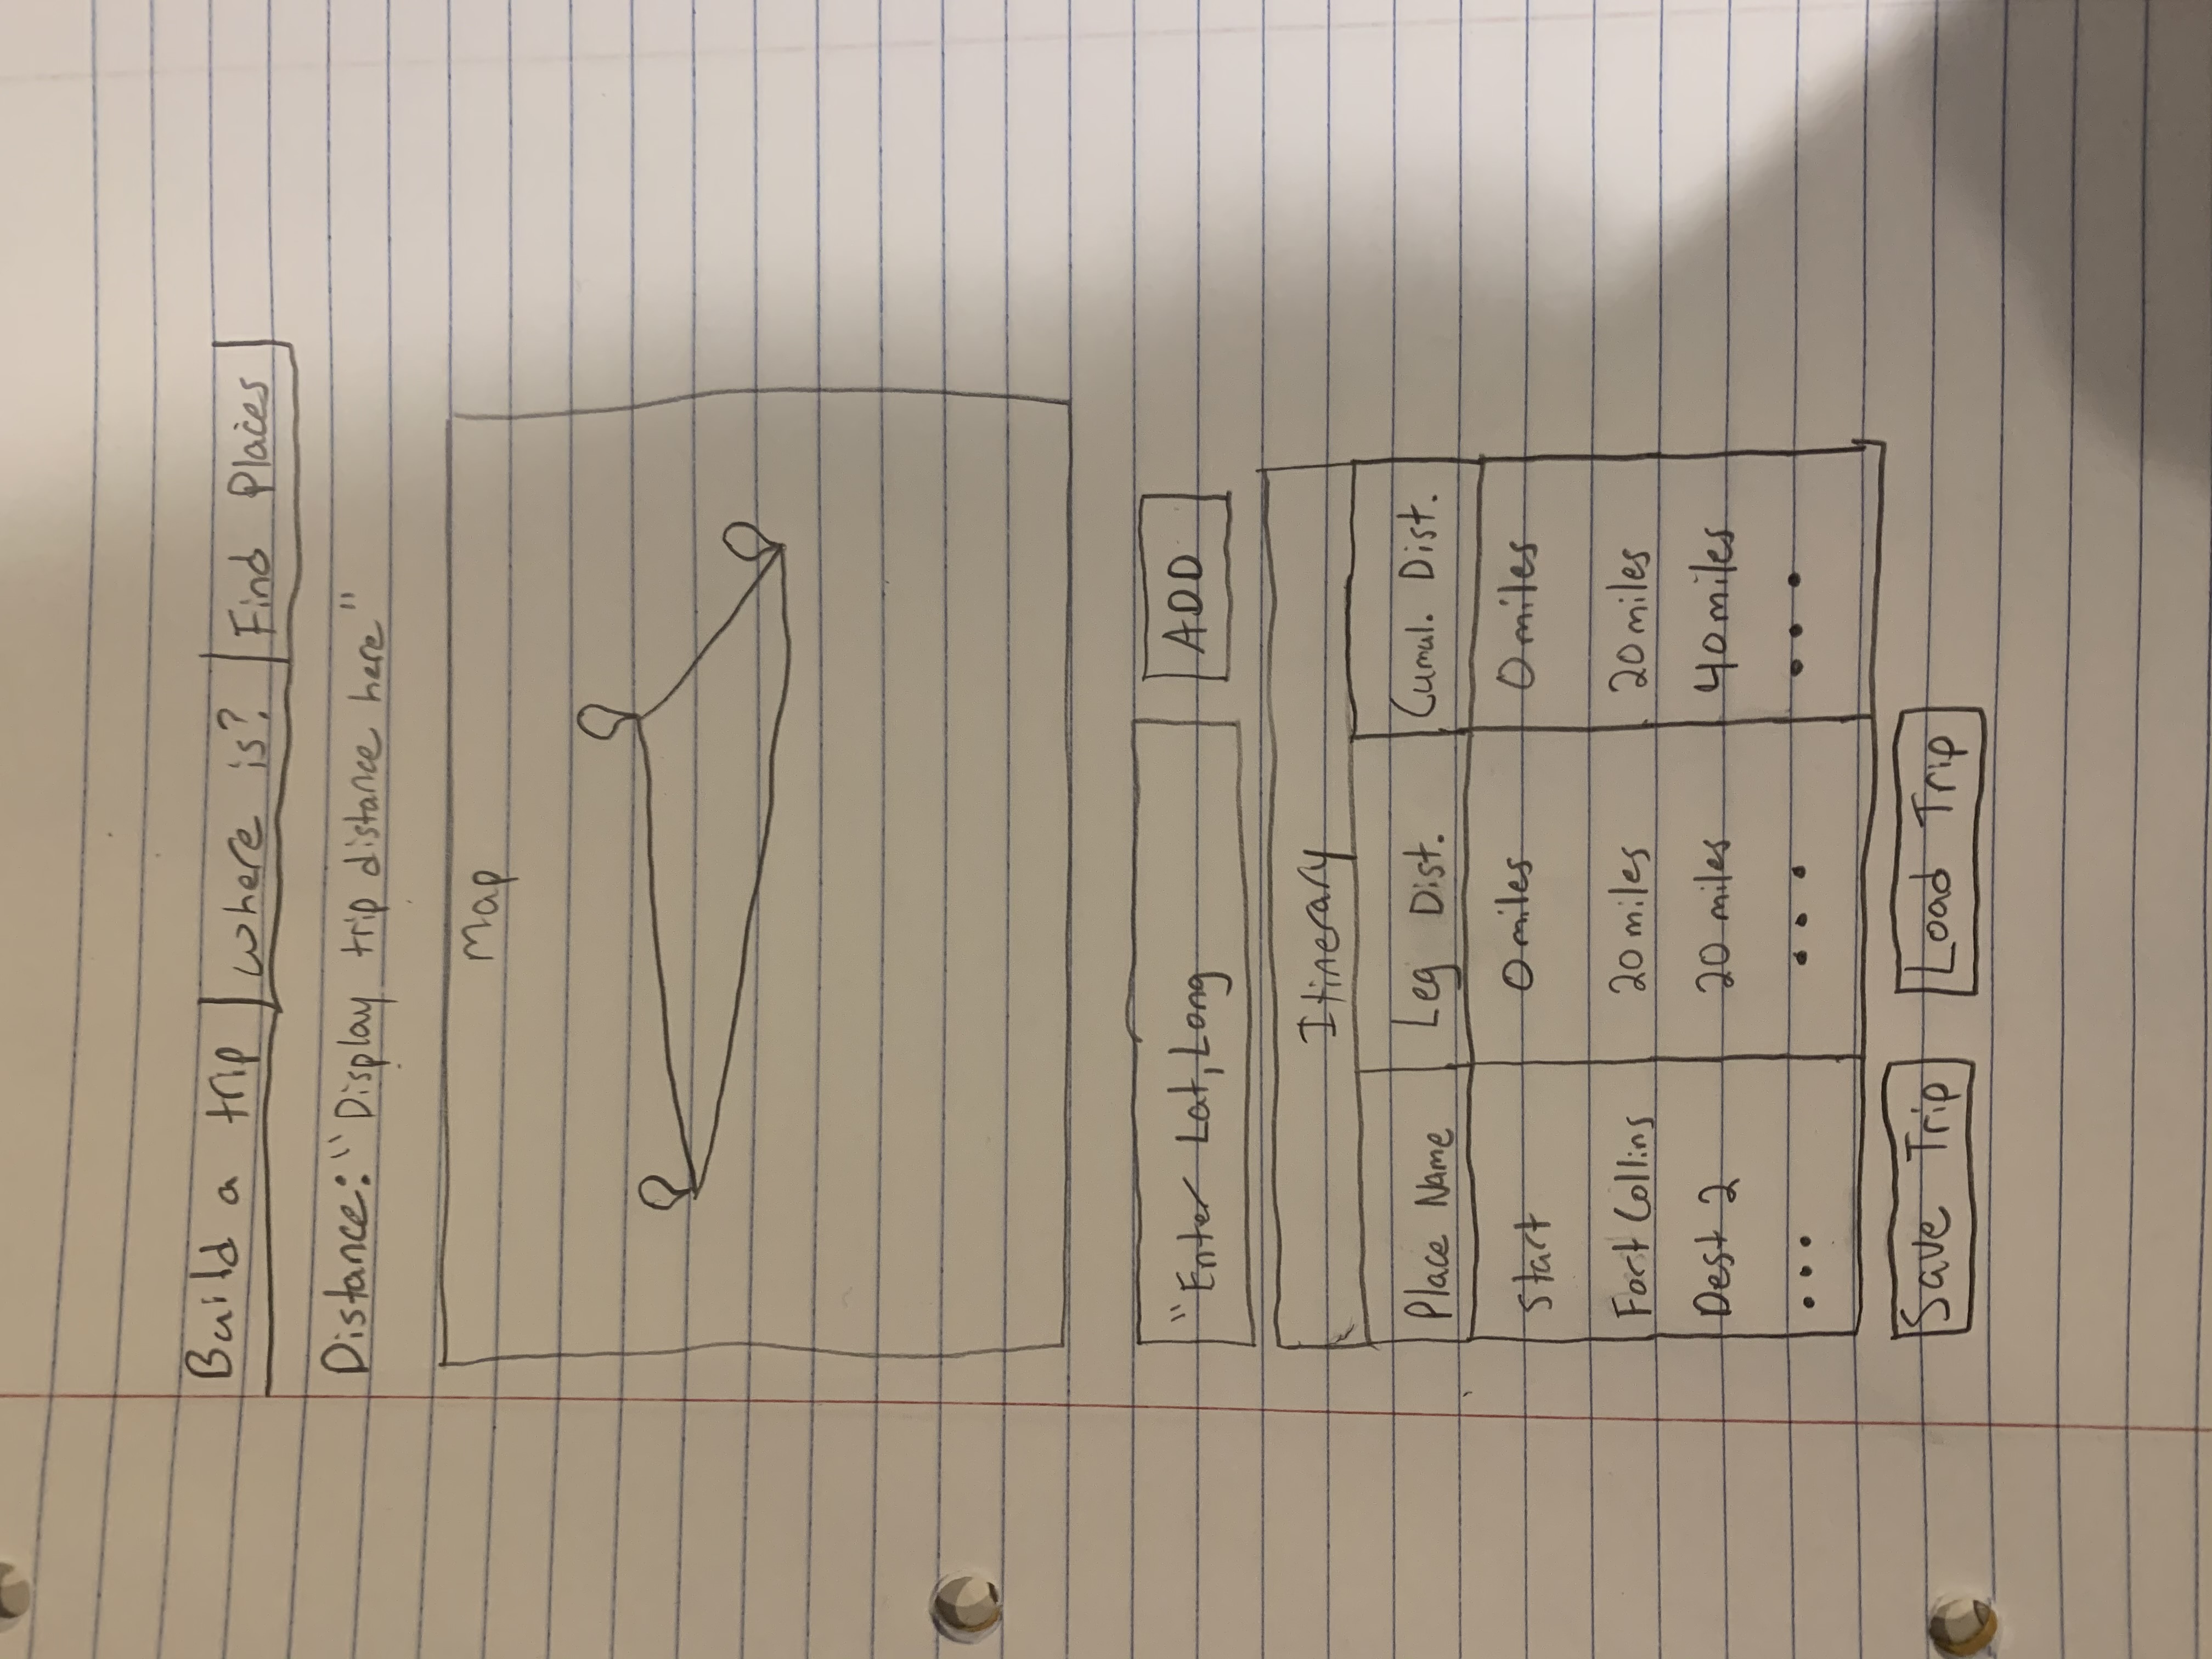 Build a trip where is? Find Places
Distance: "Display trip distance here"
Map
"Enter Lat, Long
ADD
Itinerary
Place Name Leg Dist. Cumul. Dist.
Start 0 miles 0 miles
Fort Collins 20 miles 20 miles
Dest 2 20 miles 40 miles
... ... ...
Save Trip Load Trip